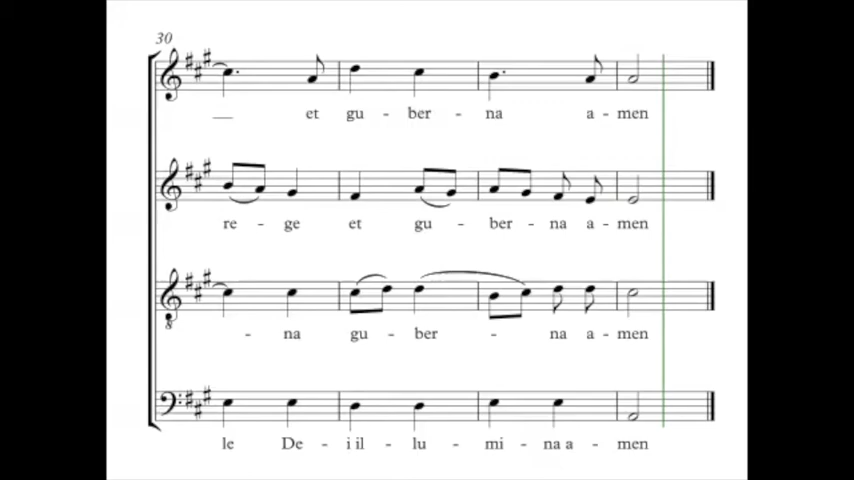 30
et gu - ber - na a - men
re - ge et gu - ber - na a - men
8
- na gu - ber - na a - men
le De - i il - lu - mi - na a - men